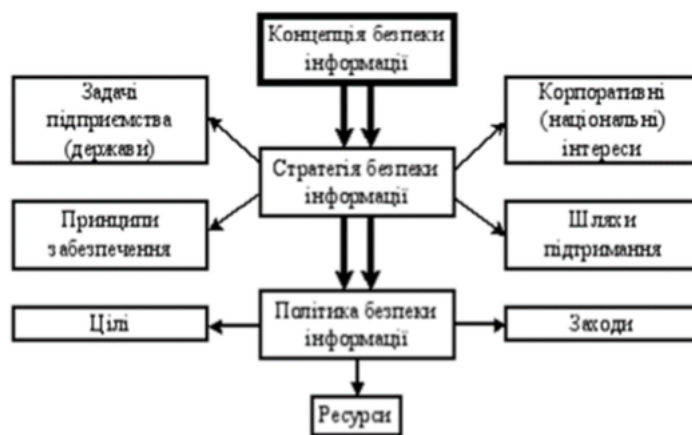 Концепція безпеки
інформації
Задачі
підприємства
(держави)
Корпоративні
(національні)
інтереси
Стратегія безпеки
інформації
Принципи
забезпечення
Шляхи
підтримання
Цілі
Політика безпеки
інформації
Заходи
Ресурси